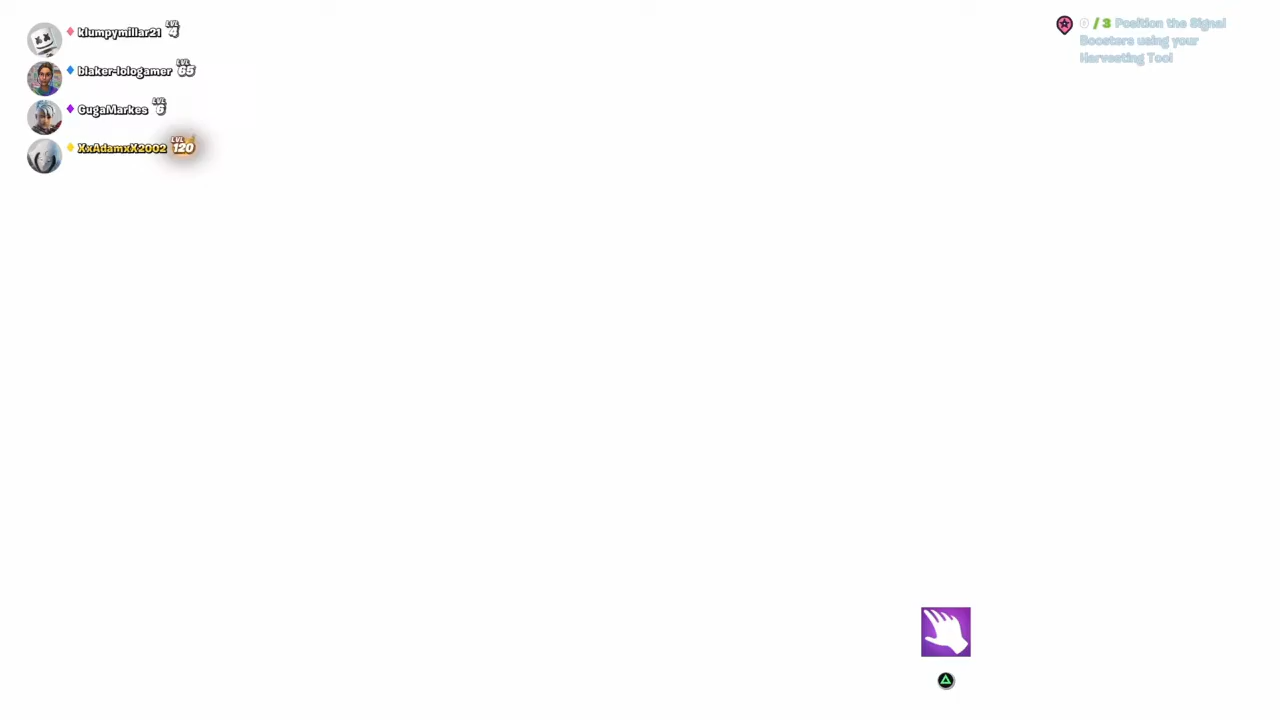 klumpymillar21 LVL 4
blaker-lologamer LVL 65
GugaMarkes LVL 6
XxAdamxX2002 LVL 120
0 / 3 Position the Signal
Boosters using your
Harvesting Tool